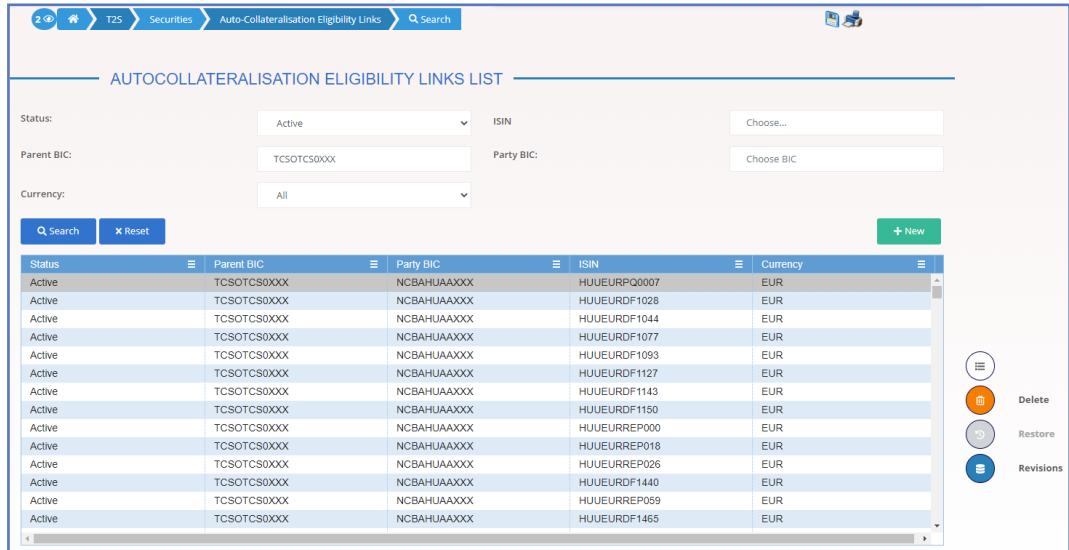 2 T2S Securities Auto-Collateralisation Eligibility Links Search
AUTOCOLLATERALISATION ELIGIBILITY LINKS LIST
Status: Active ISIN Choose...
Parent BIC: TCSOTCS0XXX Party BIC: Choose BIC
Currency: All
Search Reset New
Status Parent BIC Party BIC ISIN Currency
Active TCSOTCS0XXX NCBAHUAAXXX HUUEURPQ0007 EUR
Active TCSOTCS0XXX NCBAHUAAXXX HUUEURDF1028 EUR
Active TCSOTCS0XXX NCBAHUAAXXX HUUEURDF1044 EUR
Active TCSOTCS0XXX NCBAHUAAXXX HUUEURDF1077 EUR
Active TCSOTCS0XXX NCBAHUAAXXX HUUEURDF1093 EUR
Active TCSOTCS0XXX NCBAHUAAXXX HUUEURDF1127 EUR
Active TCSOTCS0XXX NCBAHUAAXXX HUUEURDF1143 EUR
Active TCSOTCS0XXX NCBAHUAAXXX HUUEURDF1150 EUR
Active TCSOTCS0XXX NCBAHUAAXXX HUUEURREP000 EUR
Active TCSOTCS0XXX NCBAHUAAXXX HUUEURREP018 EUR
Active TCSOTCS0XXX NCBAHUAAXXX HUUEURREP026 EUR
Active TCSOTCS0XXX NCBAHUAAXXX HUUEURDF1440 EUR
Active TCSOTCS0XXX NCBAHUAAXXX HUUEURREP059 EUR
Active TCSOTCS0XXX NCBAHUAAXXX HUUEURDF1465 EUR
Delete
Restore
Revisions